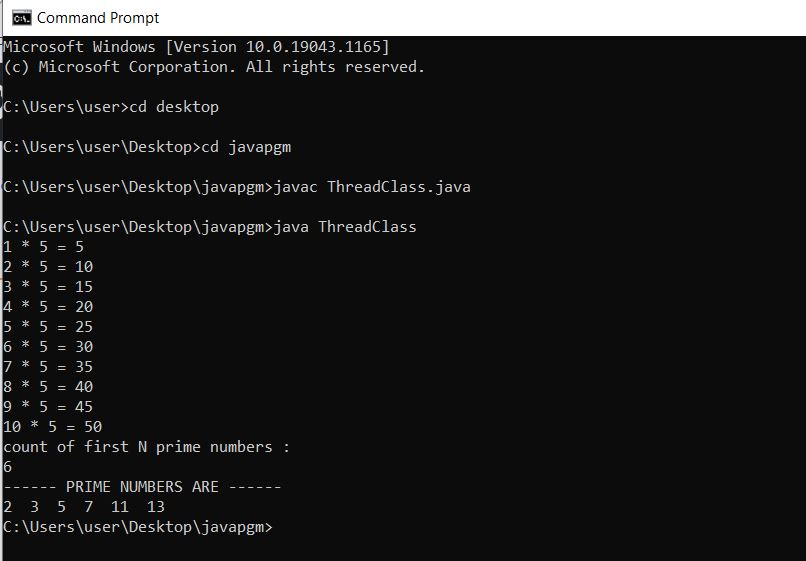 Command Prompt
Microsoft Windows [Version 10.0.19043.1165]
(c) Microsoft Corporation. All rights reserved.
C:\Users\user>cd desktop
C:\Users\user\Desktop>cd javapgm
C:\Users\user\Desktop\javapgm>javac ThreadClass.java
C:\Users\user\Desktop\javapgm>java ThreadClass
1 * 5 = 5
2 * 5 = 10
3 * 5 = 15
4 * 5 = 20
5 * 5 = 25
6 * 5 = 30
7 * 5 = 35
8 * 5 = 40
9 * 5 = 45
10 * 5 = 50
count of first N prime numbers :
6
------ PRIME NUMBERS ARE ------
2  3  5  7  11  13
C:\Users\user\Desktop\javapgm>